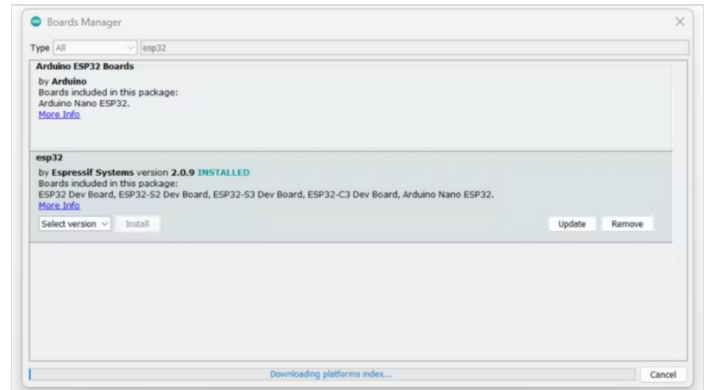 Boards Manager
Type All esp32
Arduino ESP32 Boards
by Arduino
Boards included in this package:
Arduino Nano ESP32.
More Info
esp32
by Espressif Systems version 2.0.9 INSTALLED
Boards included in this package:
ESP32 Dev Board, ESP32-S2 Dev Board, ESP32-S3 Dev Board, ESP32-C3 Dev Board, Arduino Nano ESP32.
More Info
Select version Install Update Remove
Downloading platforms index... Cancel